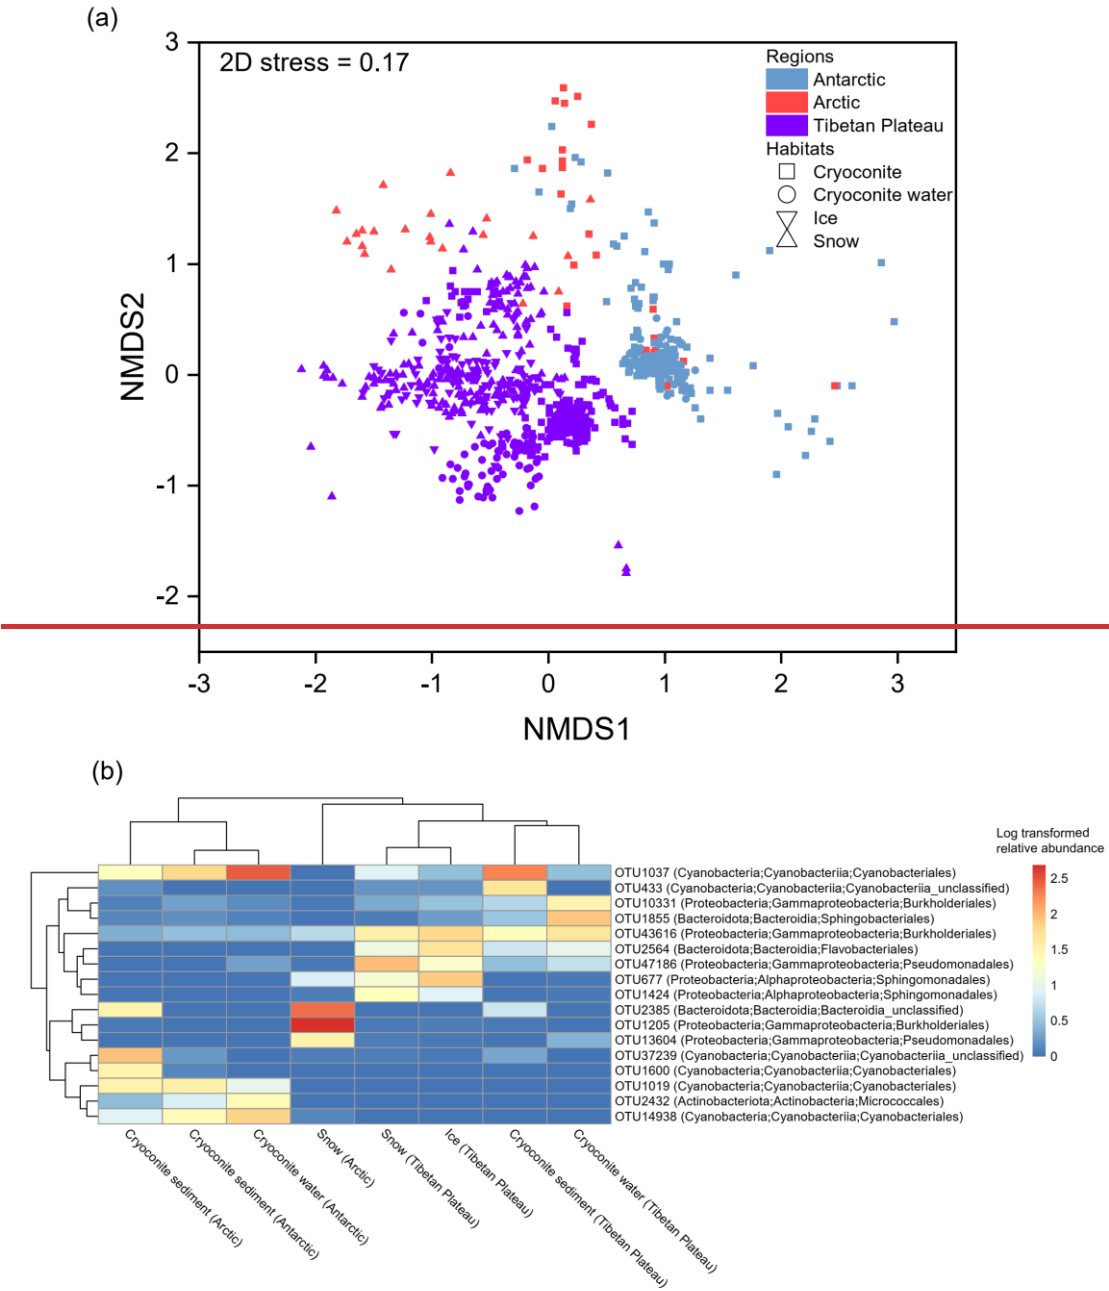 (a)
2D stress = 0.17
Regions
Antarctic
Arctic
Tibetan Plateau
Habitats
Cryoconite
Cryoconite water
Ice
Snow
3
2
1
0
-1
-2
NMDS2
-3 -2 -1 0 1 2 3
NMDS1
(b)
Log transformed
relative abundance
2.5
2
1.5
1
0.5
0
OTU1037 (Cyanobacteria;Cyanobacteriia;Cyanobacteriales)
OTU433 (Cyanobacteria;Cyanobacteriia;Cyanobacteriia_unclassified)
OTU10331 (Proteobacteria;Gammaproteobacteria;Burkholderiales)
OTU1855 (Bacteroidota;Bacteroidia;Sphingobacteriales)
OTU43616 (Proteobacteria;Gammaproteobacteria;Burkholderiales)
OTU2564 (Bacteroidota;Bacteroidia;Flavobacteriales)
OTU47186 (Proteobacteria;Gammaproteobacteria;Pseudomonadales)
OTU677 (Proteobacteria;Alphaproteobacteria;Sphingomonadales)
OTU1424 (Proteobacteria;Alphaproteobacteria;Sphingomonadales)
OTU2385 (Bacteroidota;Bacteroidia;Bacteroidia_unclassified)
OTU1205 (Proteobacteria;Gammaproteobacteria;Burkholderiales)
OTU13604 (Proteobacteria;Gammaproteobacteria;Pseudomonadales)
OTU37239 (Cyanobacteria;Cyanobacteriia;Cyanobacteriia_unclassified)
OTU1600 (Cyanobacteria;Cyanobacteriia;Cyanobacteriales)
OTU1019 (Cyanobacteria;Cyanobacteriia;Cyanobacteriales)
OTU2432 (Actinobacteriota;Actinobacteria;Micrococcales)
OTU14938 (Cyanobacteria;Cyanobacteriia;Cyanobacteriales)
Cryoconite sediment (Arctic)
Cryoconite sediment (Antarctic)
Cryoconite water (Antarctic)
Snow (Arctic)
Snow (Tibetan Plateau)
Ice (Tibetan Plateau)
Cryoconite sediment (Tibetan Plateau)
Cryoconite water (Tibetan Plateau)